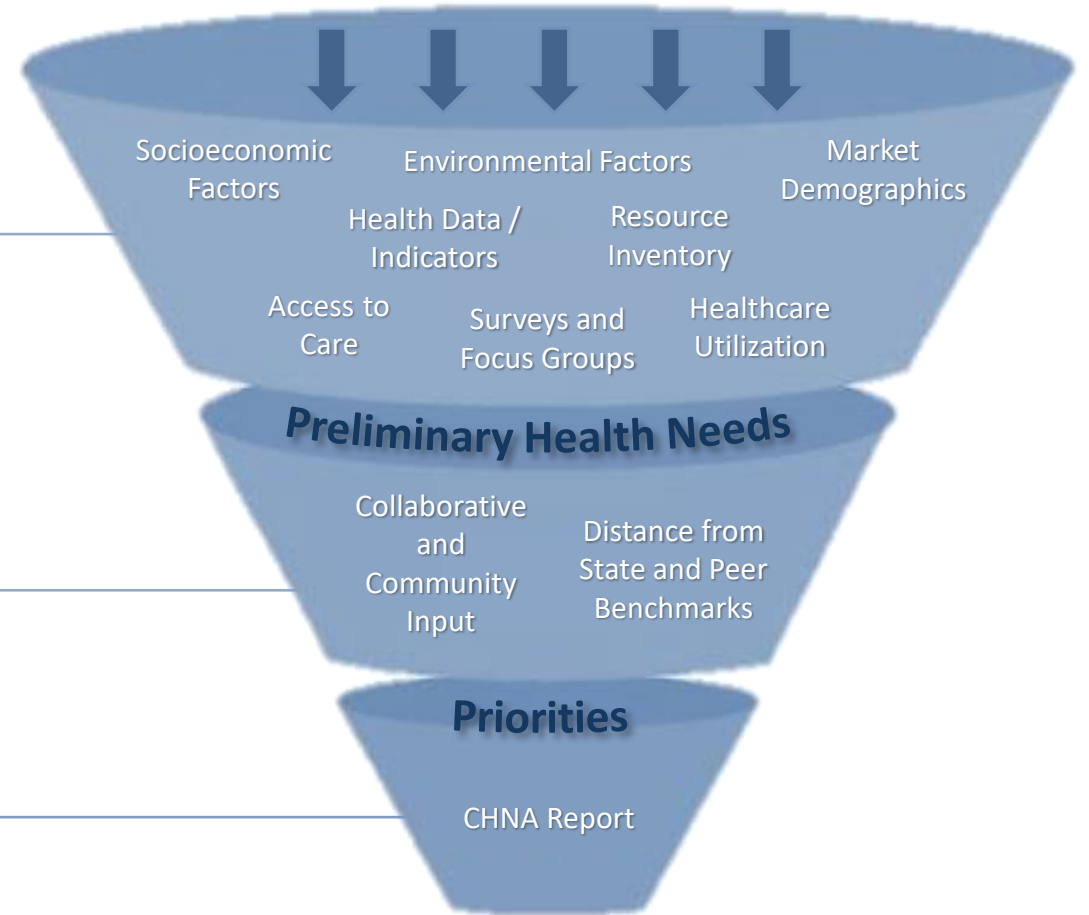 Socioeconomic
Factors
Environmental Factors
Market
Demographics
Health Data /
Indicators
Resource
Inventory
Access to
Care
Surveys and
Focus Groups
Healthcare
Utilization
Preliminary Health Needs
Collaborative
and
Community
Input
Distance from
State and Peer
Benchmarks
Priorities
CHNA Report